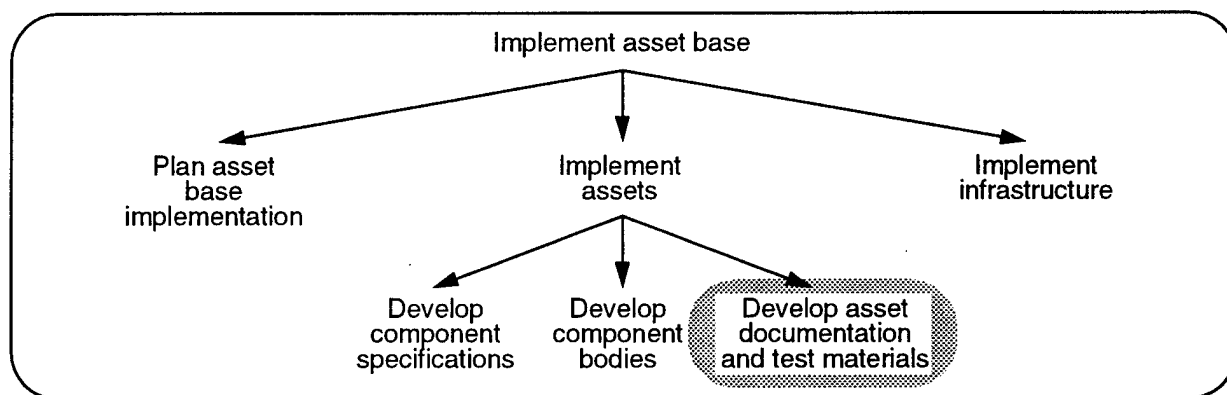 Implement asset base
Plan asset
base
implementation
Implement
assets
Implement
infrastructure
Develop
component
specifications
Develop
component
bodies
Develop asset
documentation
and test materials